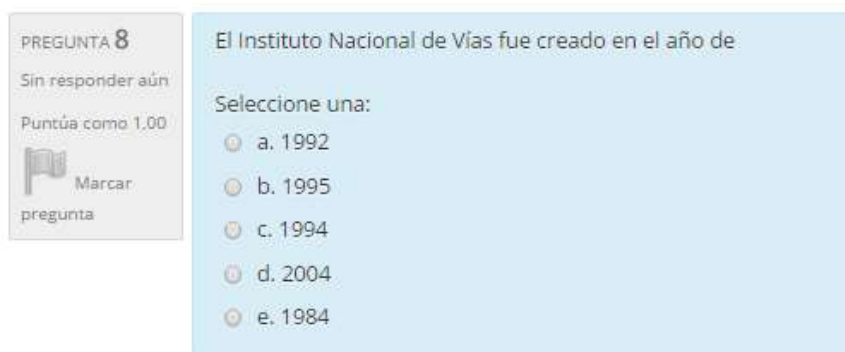 PREGUNTA 8
Sin responder aún
Puntúa como 1,00
Marcar
pregunta
El Instituto Nacional de Vías fue creado en el año de
Seleccione una:
a. 1992
b. 1995
c. 1994
d. 2004
e. 1984